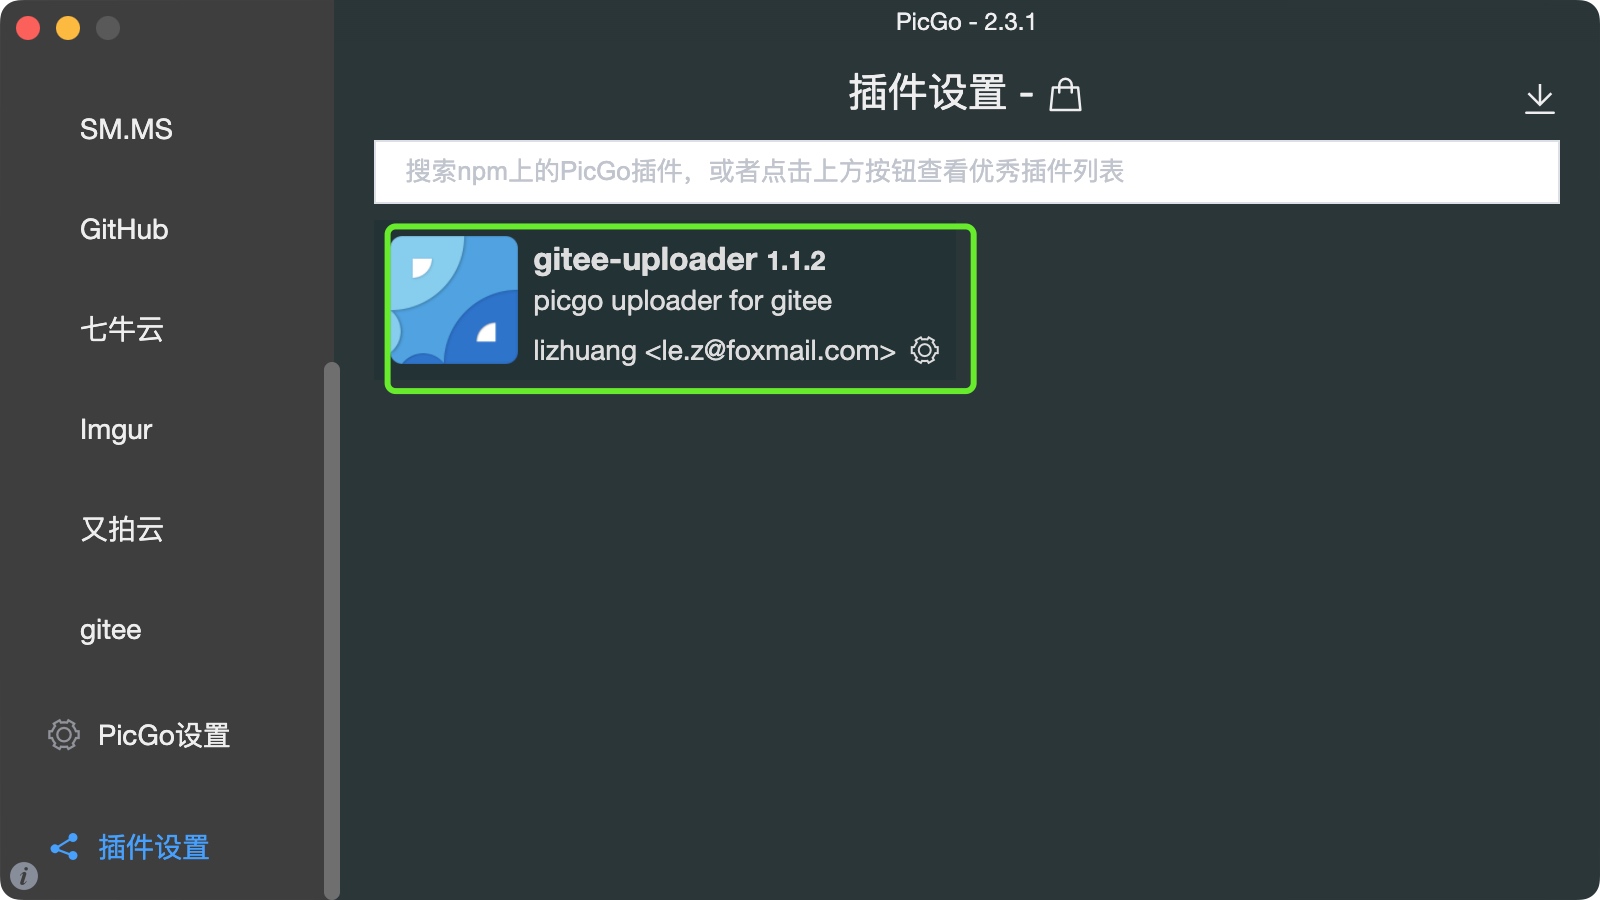 PicGo - 2.3.1
插件设置 -
搜索npm上的PicGo插件，或者点击上方按钮查看优秀插件列表
gitee-uploader 1.1.2
picgo uploader for gitee
lizhuang <le.z@foxmail.com>
SM.MS
GitHub
七牛云
Imgur
又拍云
gitee
PicGo设置
插件设置
i